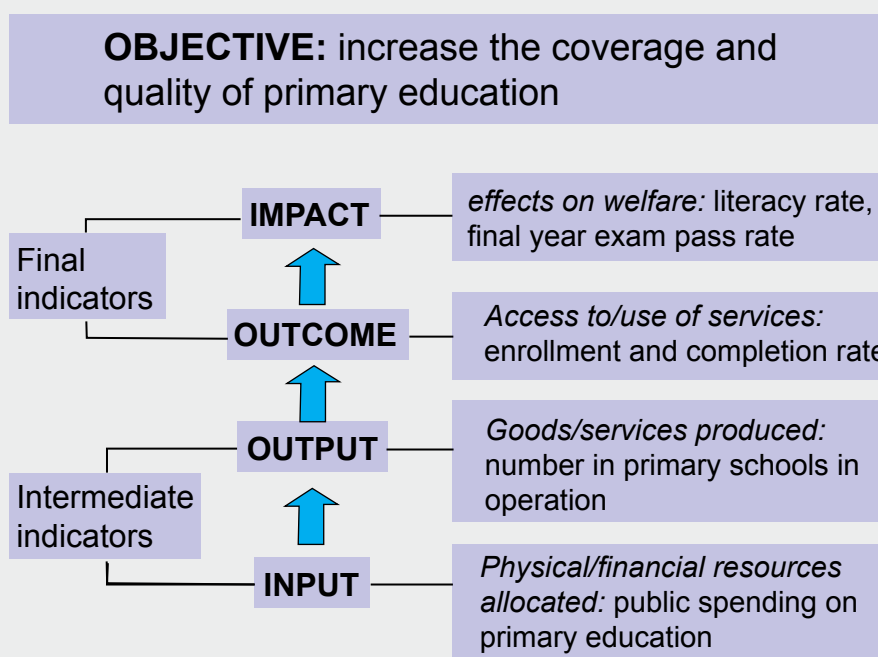 OBJECTIVE: increase the coverage and
quality of primary education
IMPACT
effects on welfare: literacy rate,
final year exam pass rate
Final
indicators
OUTCOME
Access to/use of services:
enrollment and completion rate
OUTPUT
Goods/services produced:
number in primary schools in
operation
Intermediate
indicators
INPUT
Physical/financial resources
allocated: public spending on
primary education